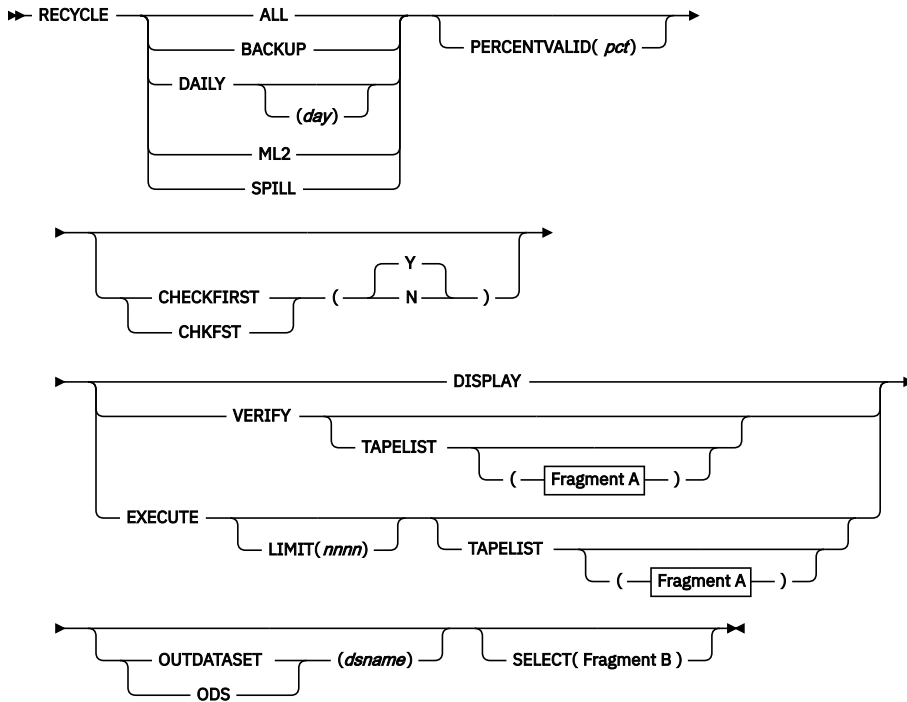 RECYCLE ALL
BACKUP PERCENTVALID( pct)
DAILY
(day)
ML2
SPILL
Y
CHECKFIRST ( N )
CHKFST
DISPLAY
VERIFY
TAPELIST
( Fragment A )
EXECUTE
LIMIT(nnnn) TAPELIST
( Fragment A )
OUTDATASET (dsname) SELECT( Fragment B )
ODS